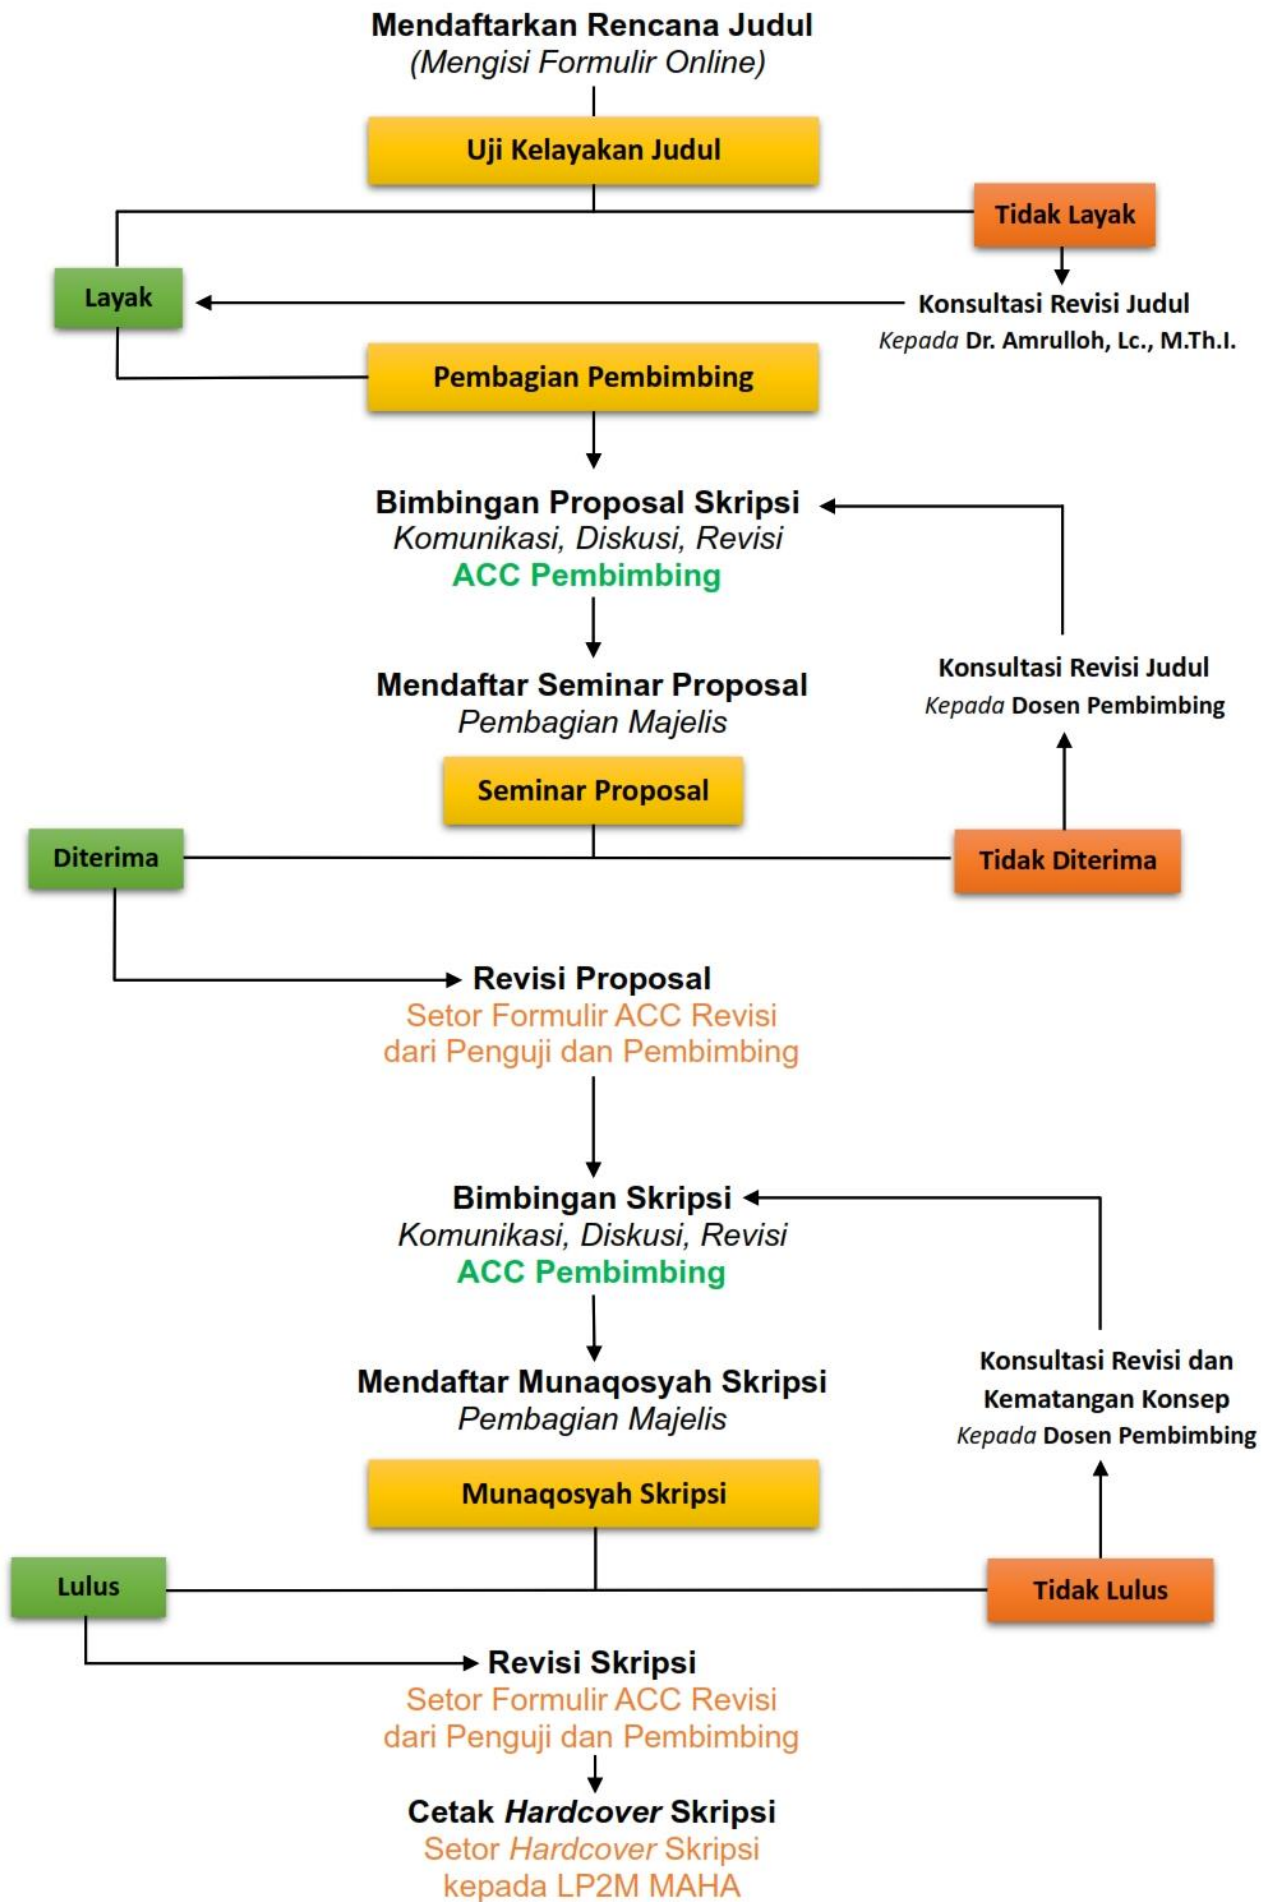 Mendaftarkan Rencana Judul
(Mengisi Formulir Online)
Uji Kelayakan Judul
Tidak Layak
Layak
Konsultasi Revisi Judul
Kepada Dr. Amrulloh, Lc., M.Th.I.
Pembagian Pembimbing
Bimbingan Proposal Skripsi
Komunikasi, Diskusi, Revisi
ACC Pembimbing
Mendaftar Seminar Proposal
Pembagian Majelis
Konsultasi Revisi Judul
Kepada Dosen Pembimbing
Seminar Proposal
Diterima
Tidak Diterima
Revisi Proposal
Setor Formulir ACC Revisi
dari Penguji dan Pembimbing
Bimbingan Skripsi
Komunikasi, Diskusi, Revisi
ACC Pembimbing
Mendaftar Munaqosyah Skripsi
Pembagian Majelis
Konsultasi Revisi dan
Kematangan Konsep
Kepada Dosen Pembimbing
Munaqosyah Skripsi
Lulus
Tidak Lulus
Revisi Skripsi
Setor Formulir ACC Revisi
dari Penguji dan Pembimbing
Cetak Hardcover Skripsi
Setor Hardcover Skripsi
kepada LP2M MAHA